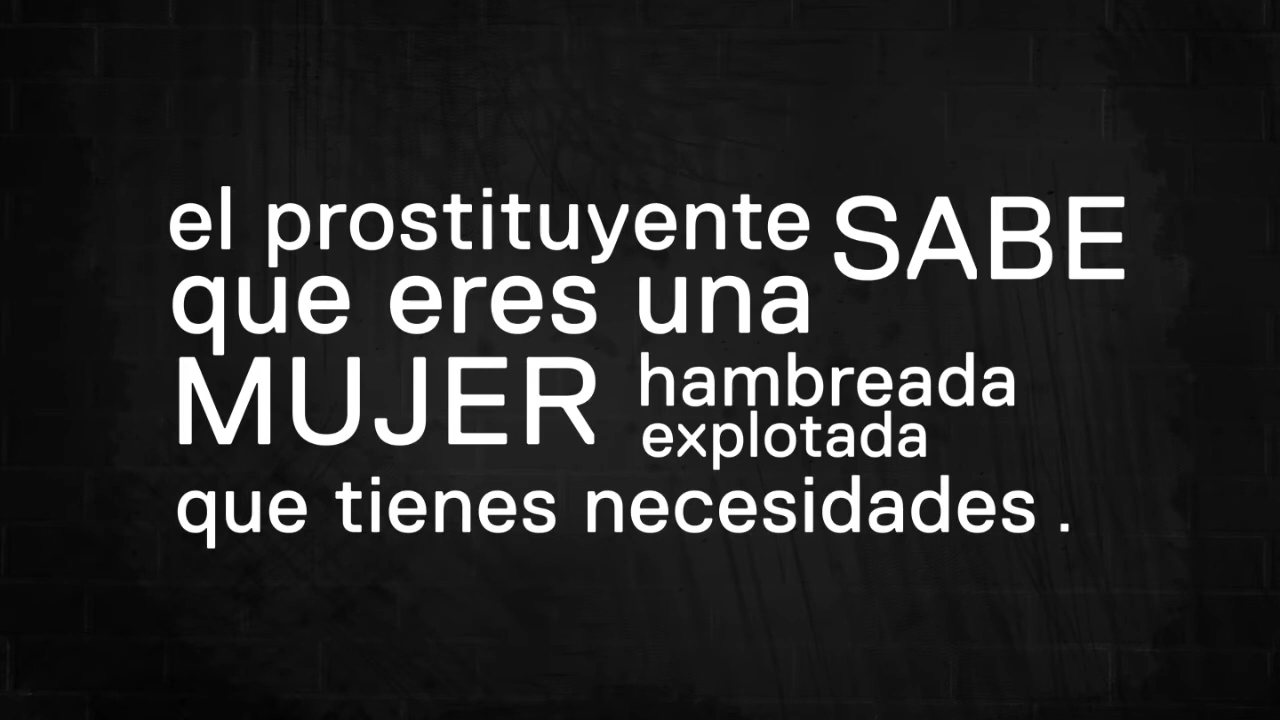 el prostituyente SABE
que eres una
MUJER hambreada
explotada
que tienes necesidades .